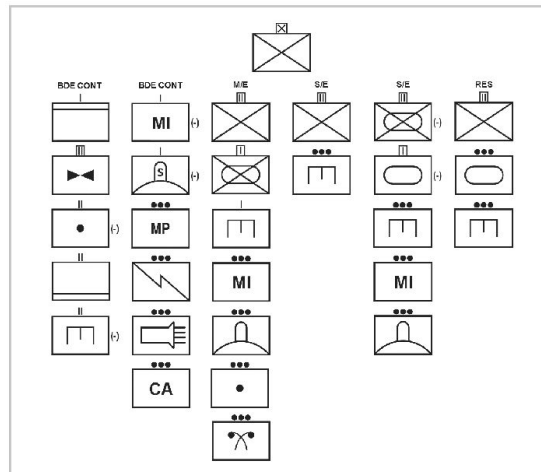 BDE CONT BDE CONT M/E S/E S/E RES
MI (-) (-)
S (-) (-)
(-) MP
MI MI
(-)
CA